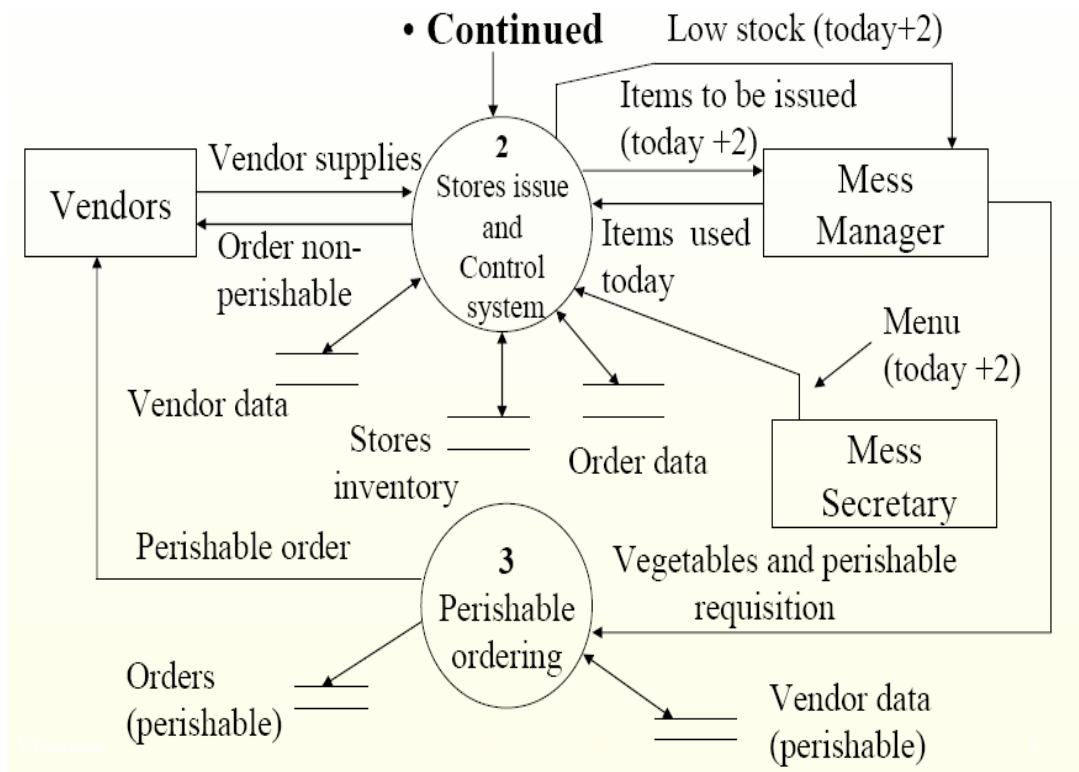 • Continued
Low stock (today+2)
Items to be issued
(today +2)
2
Stores issue
and
Control
system
Vendor supplies
Vendors
Order non-
perishable
Mess
Manager
Items used
today
Menu
(today +2)
Vendor data
Stores
inventory
Order data
Mess
Secretary
Perishable order
3
Perishable
ordering
Vegetables and perishable
requisition
Orders
(perishable)
Vendor data
(perishable)